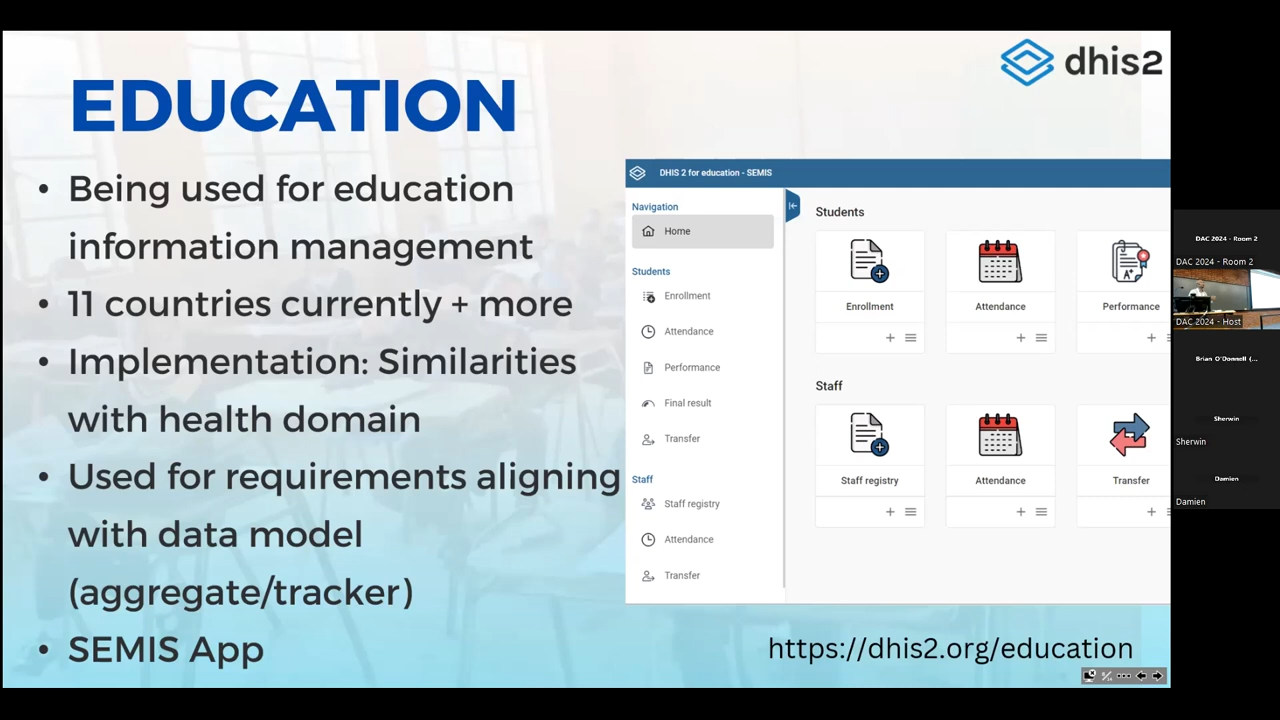 dhis2
EDUCATION
• Being used for education
information management
• 11 countries currently + more
• Implementation: Similarities
with health domain
• Used for requirements aligning
with data model
(aggregate/tracker)
• SEMIS App
DHIS 2 for education - SEMIS
Navigation
Home
Students
Enrollment
Attendance
Performance
Final result
Transfer
Staff
Staff registry
Attendance
Transfer
Students
Enrollment
Attendance
Performance
Staff
Staff registry
Attendance
Transfer
https://dhis2.org/education
DAC 2024 - Room 2
DAC 2024 - Room 2
DAC 2024 - Host
Brian O'Donnell (...
Sherwin
Sherwin
Damien
Damien